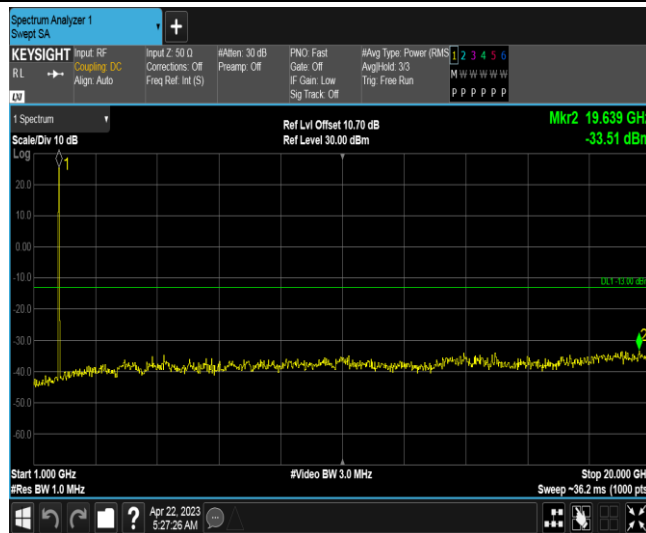 Spectrum Analyzer 1
Swept SA
+
KEYSIGHT Input: RF Input Z: 50 Ω #Atten: 30 dB PNO: Fast #Avg Type: Power (RMS 1 2 3 4 5 6
RL Coupling: DC Corrections: Off Preamp: Off Gate: Off Avg|Hold: 3/3 M W W W W W
Align: Auto Freq Ref: Int (S) IF Gain: Low Trig: Free Run
Sig Track: Off P P P P P P
LXI
1 Spectrum Ref Lvl Offset 10.70 dB Mkr2 19.639 GHz
Scale/Div 10 dB Ref Level 30.00 dBm -33.51 dBm
Log
1
20.0
10.0
0.00
-10.0
DL1 -13.00 dBm
-20.0
-30.0
2
-40.0
-50.0
-60.0
Start 1.000 GHz #Video BW 3.0 MHz Stop 20.000 GHz
#Res BW 1.0 MHz Sweep ~36.2 ms (1000 pts
? Apr 22, 2023
5:27:26 AM